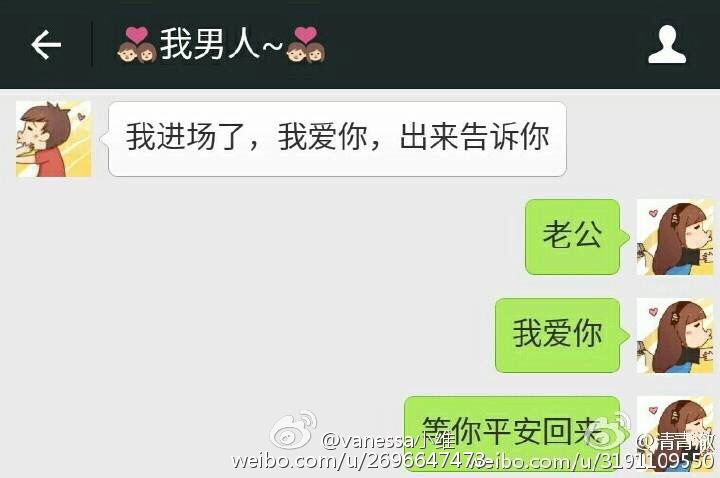 我男人~
我进场了，我爱你，出来告诉你
老公
我爱你
等你平安回来
@vanessa小维
@清青澈
weibo.com/u/2696647473
weibo.com/u/3191109550